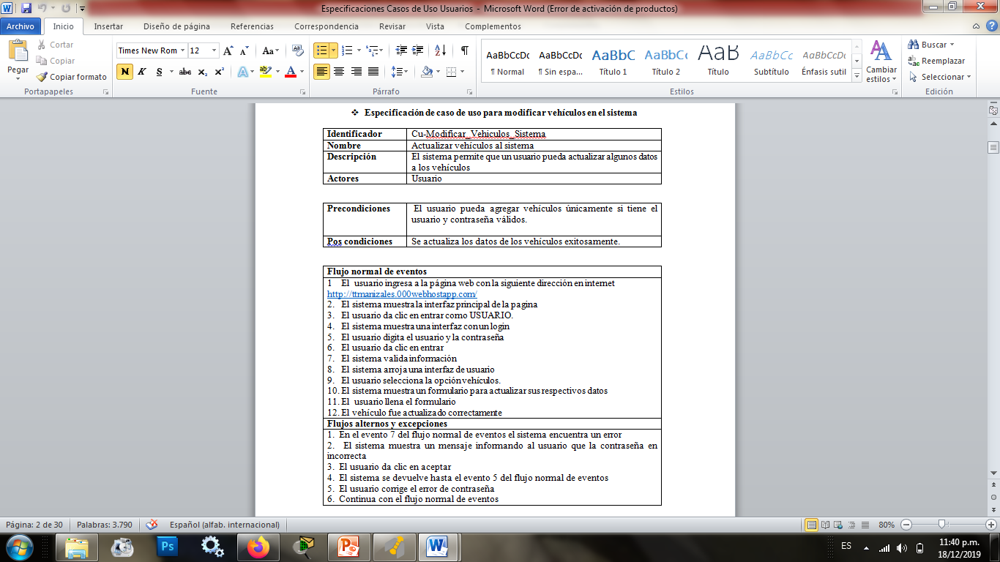 Especificaciones Casos de Uso Usuarios - Microsoft Word (Error de activación de productos)
Archivo Inicio Insertar Diseño de página Referencias Correspondencia Revisar Vista Complementos
Pegar
Cortar
Copiar
Copiar formato
Portapapeles
Times New Rom 12
N K S abc x₂ x²
Fuente
Párrafo
AaBbCcDc AaBbCcDc AaBbC AaBbCc AaB AaBbCc AaBbCcDc
¶ Normal ¶ Sin espa... Título 1 Título 2 Título Subtítulo Énfasis sutil
Cambiar estilos
Estilos
Buscar
Reemplazar
Seleccionar
Edición
❖ Especificación de caso de uso para modificar vehículos en el sistema
Identificador Cu-Modificar_Vehiculos_Sistema
Nombre Actualizar vehículos al sistema
Descripción El sistema permite que un usuario pueda actualizar algunos datos
a los vehículos
Actores Usuario
Precondiciones El usuario pueda agregar vehículos únicamente si tiene el
usuario y contraseña válidos.
Pos condiciones Se actualiza los datos de los vehículos exitosamente.
Flujo normal de eventos
1 El usuario ingresa a la página web con la siguiente dirección en internet
http://ttmanizales.000webhostapp.com/
2. El sistema muestra la interfaz principal de la pagina
3. El usuario da clic en entrar como USUARIO.
4. El sistema muestra una interfaz con un login
5. El usuario digita el usuario y la contraseña
6. El usuario da clic en entrar
7. El sistema valida información
8. El sistema arroja una interfaz de usuario
9. El usuario selecciona la opción vehículos.
10. El sistema muestra un formulario para actualizar sus respectivos datos
11. El usuario llena el formulario
12. El vehículo fue actualizado correctamente
Flujos alternos y excepciones
1. En el evento 7 del flujo normal de eventos el sistema encuentra un error
2. El sistema muestra un mensaje informando al usuario que la contraseña en
incorrecta
3. El usuario da clic en aceptar
4. El sistema se devuelve hasta el evento 5 del flujo normal de eventos
5. El usuario corrige el error de contraseña
6. Continua con el flujo normal de eventos
Página: 2 de 30 Palabras: 3.790 Español (alfab. internacional) 80%
Ps ES 11:40 p.m.
18/12/2019